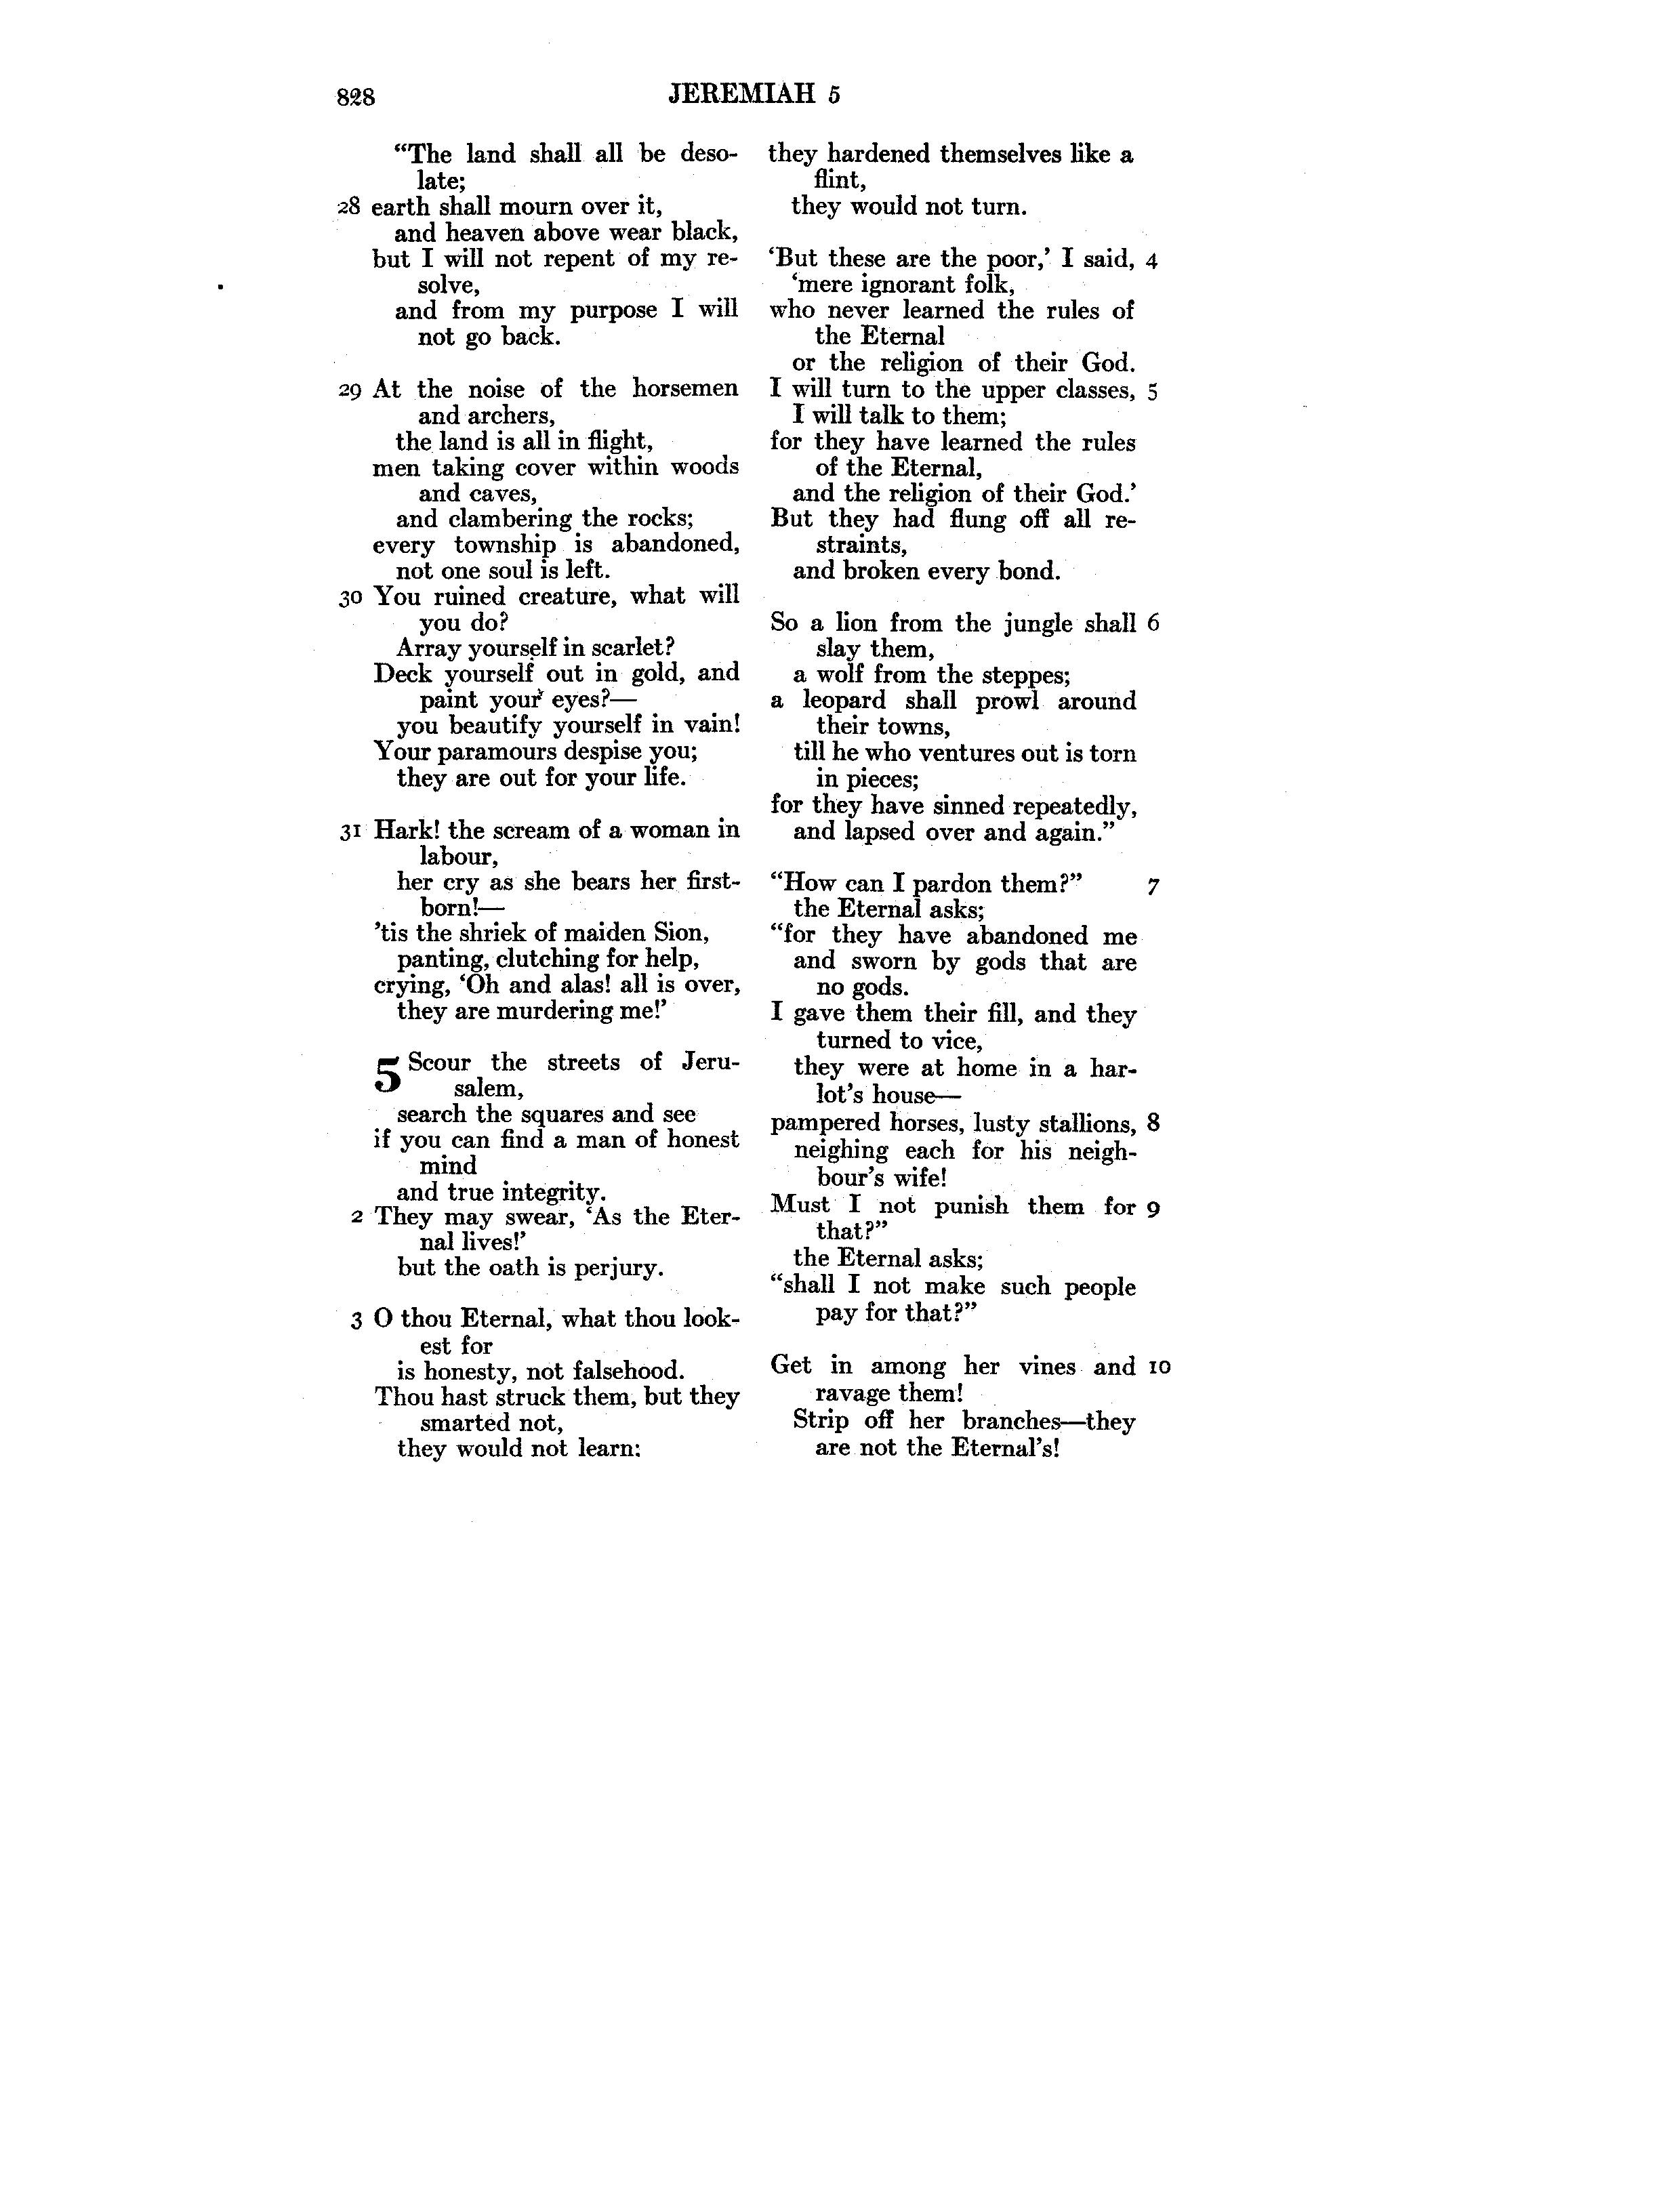 828
JEREMIAH 5
“The land shall all be deso-
late;
28 earth shall mourn over it,
and heaven above wear black,
but I will not repent of my re-
solve,
and from my purpose I will
not go back.
29 At the noise of the horsemen
and archers,
the land is all in flight,
men taking cover within woods
and caves,
and clambering the rocks;
every township is abandoned,
not one soul is left.
30 You ruined creature, what will
you do?
Array yourself in scarlet?
Deck yourself out in gold, and
paint your eyes?—
you beautify yourself in vain!
Your paramours despise you;
they are out for your life.
31 Hark! the scream of a woman in
labour,
her cry as she bears her first-
born!—
’tis the shriek of maiden Sion,
panting, clutching for help,
crying, ‘Oh and alas! all is over,
they are murdering me!’
5 Scour the streets of Jeru-
salem,
search the squares and see
if you can find a man of honest
mind
and true integrity.
2 They may swear, ‘As the Eter-
nal lives!’
but the oath is perjury.
3 O thou Eternal, what thou look-
est for
is honesty, not falsehood.
Thou hast struck them, but they
smarted not,
they would not learn:
they hardened themselves like a
flint,
they would not turn.
‘But these are the poor,’ I said, 4
‘mere ignorant folk,
who never learned the rules of
the Eternal
or the religion of their God.
I will turn to the upper classes, 5
I will talk to them;
for they have learned the rules
of the Eternal,
and the religion of their God.’
But they had flung off all re-
straints,
and broken every bond.
So a lion from the jungle shall 6
slay them,
a wolf from the steppes;
a leopard shall prowl around
their towns,
till he who ventures out is torn
in pieces;
for they have sinned repeatedly,
and lapsed over and again.”
“How can I pardon them?” 7
the Eternal asks;
“for they have abandoned me
and sworn by gods that are
no gods.
I gave them their fill, and they
turned to vice,
they were at home in a har-
lot’s house—
pampered horses, lusty stallions, 8
neighing each for his neigh-
bour’s wife!
Must I not punish them for 9
that?”
the Eternal asks;
“shall I not make such people
pay for that?”
Get in among her vines and 10
ravage them!
Strip off her branches—they
are not the Eternal’s!